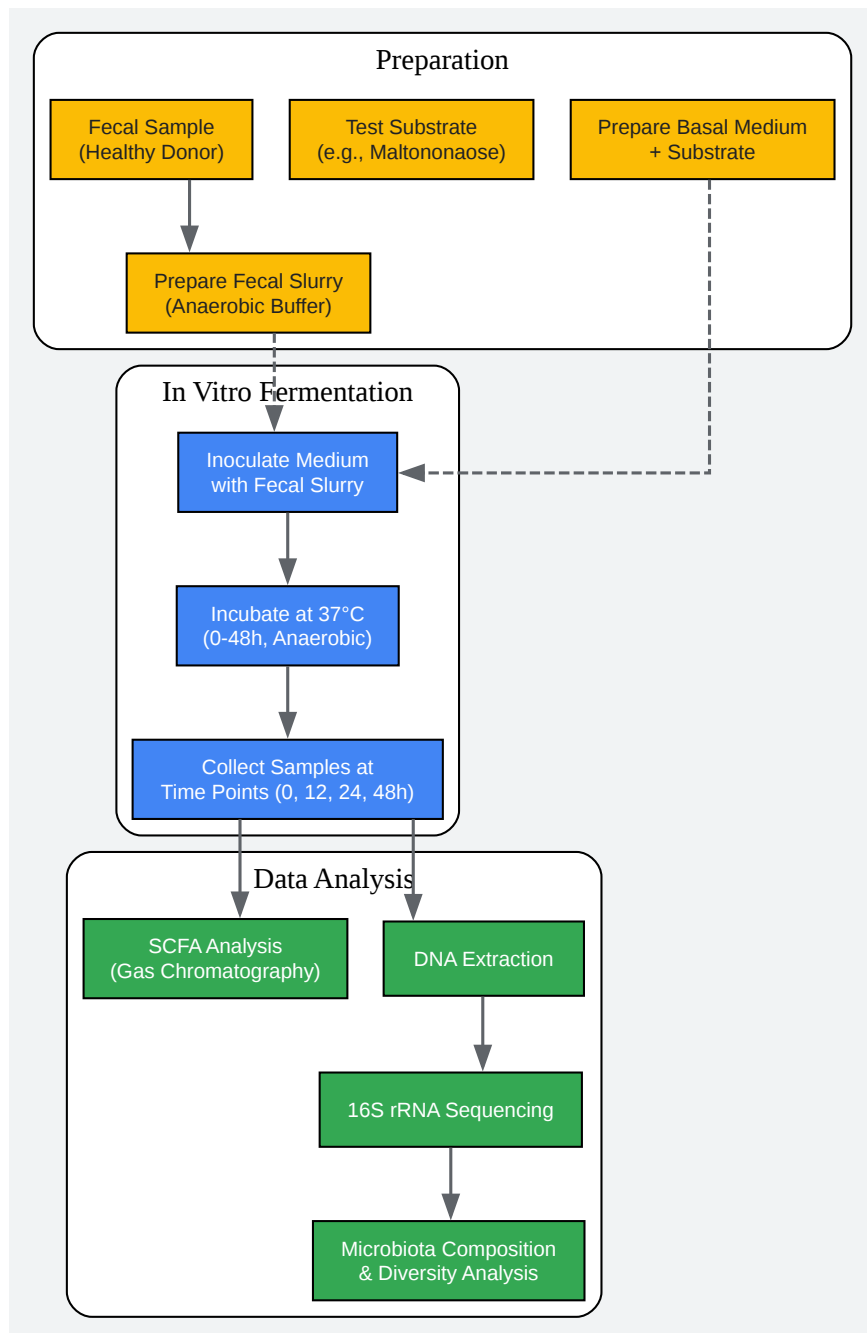 Preparation
Fecal Sample
(Healthy Donor)
Test Substrate
(e.g., Maltononaose)
Prepare Basal Medium
+ Substrate
Prepare Fecal Slurry
(Anaerobic Buffer)
In Vitro Fermentation
Inoculate Medium
with Fecal Slurry
Incubate at 37°C
(0-48h, Anaerobic)
Collect Samples at
Time Points (0, 12, 24, 48h)
Data Analysis
SCFA Analysis
(Gas Chromatography)
DNA Extraction
16S rRNA Sequencing
Microbiota Composition
& Diversity Analysis